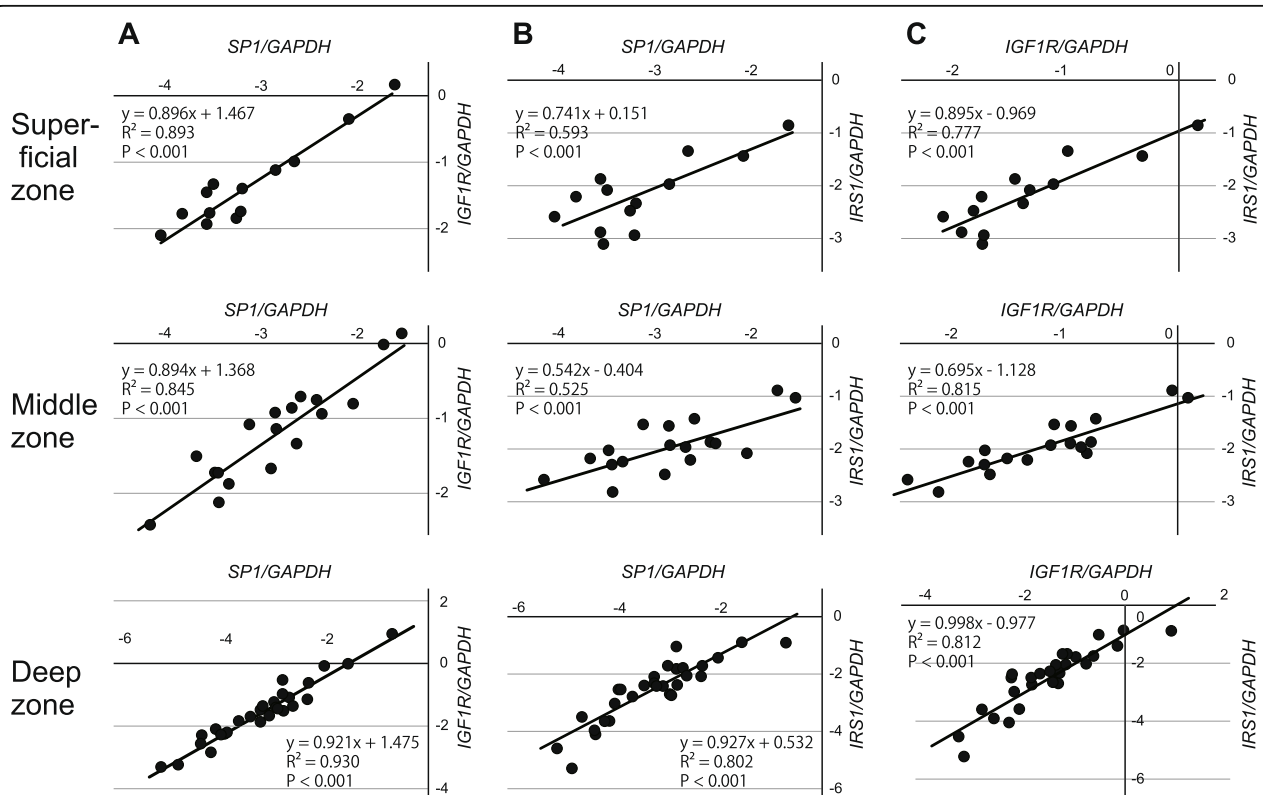 A
B
C
SP1/GAPDH
SP1/GAPDH
IGF1R/GAPDH
-4 -3 -2
-4 -3 -2
-2 -1 0
0
-1
-2
0
-1
-2
-3
0
-1
-2
-3
Super-
ficial
zone
y = 0.896x + 1.467
R² = 0.893
P < 0.001
IGF1R/GAPDH
y = 0.741x + 0.151
R² = 0.593
P < 0.001
IRS1/GAPDH
y = 0.895x - 0.969
R² = 0.777
P < 0.001
IRS1/GAPDH
SP1/GAPDH
SP1/GAPDH
IGF1R/GAPDH
-4 -3 -2
-4 -3 -2
-2 -1 0
0
-1
-2
0
-1
-2
-3
0
-1
-2
-3
Middle
zone
y = 0.894x + 1.368
R² = 0.845
P < 0.001
IGF1R/GAPDH
y = 0.542x - 0.404
R² = 0.525
P < 0.001
IRS1/GAPDH
y = 0.695x - 1.128
R² = 0.815
P < 0.001
IRS1/GAPDH
SP1/GAPDH
SP1/GAPDH
IGF1R/GAPDH
-6 -4 -2
-6 -4 -2
-4 -2 0 2
2
0
-2
-4
0
-2
-4
-6
0
-2
-4
-6
Deep
zone
y = 0.921x + 1.475
R² = 0.930
P < 0.001
IGF1R/GAPDH
y = 0.927x + 0.532
R² = 0.802
P < 0.001
IRS1/GAPDH
y = 0.998x - 0.977
R² = 0.812
P < 0.001
IRS1/GAPDH